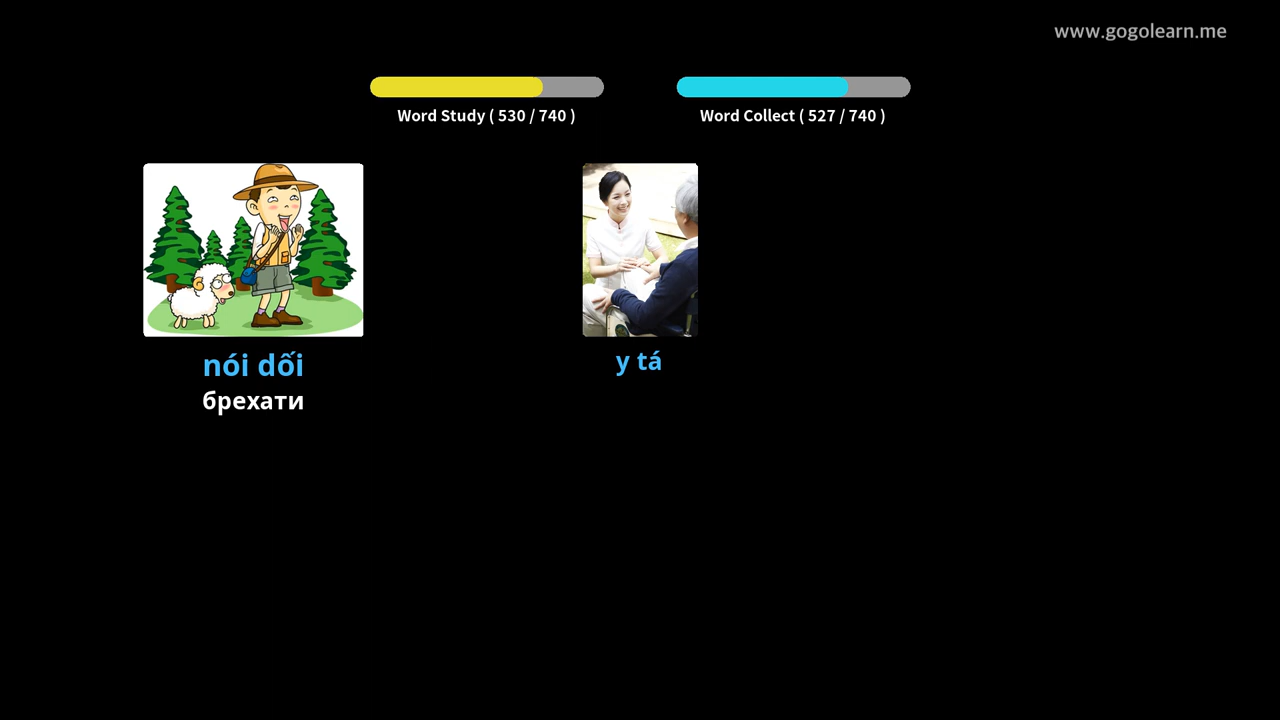 www.gogolearn.me
Word Study ( 530 / 740 )
Word Collect ( 527 / 740 )
nói dối
брехати
y tá